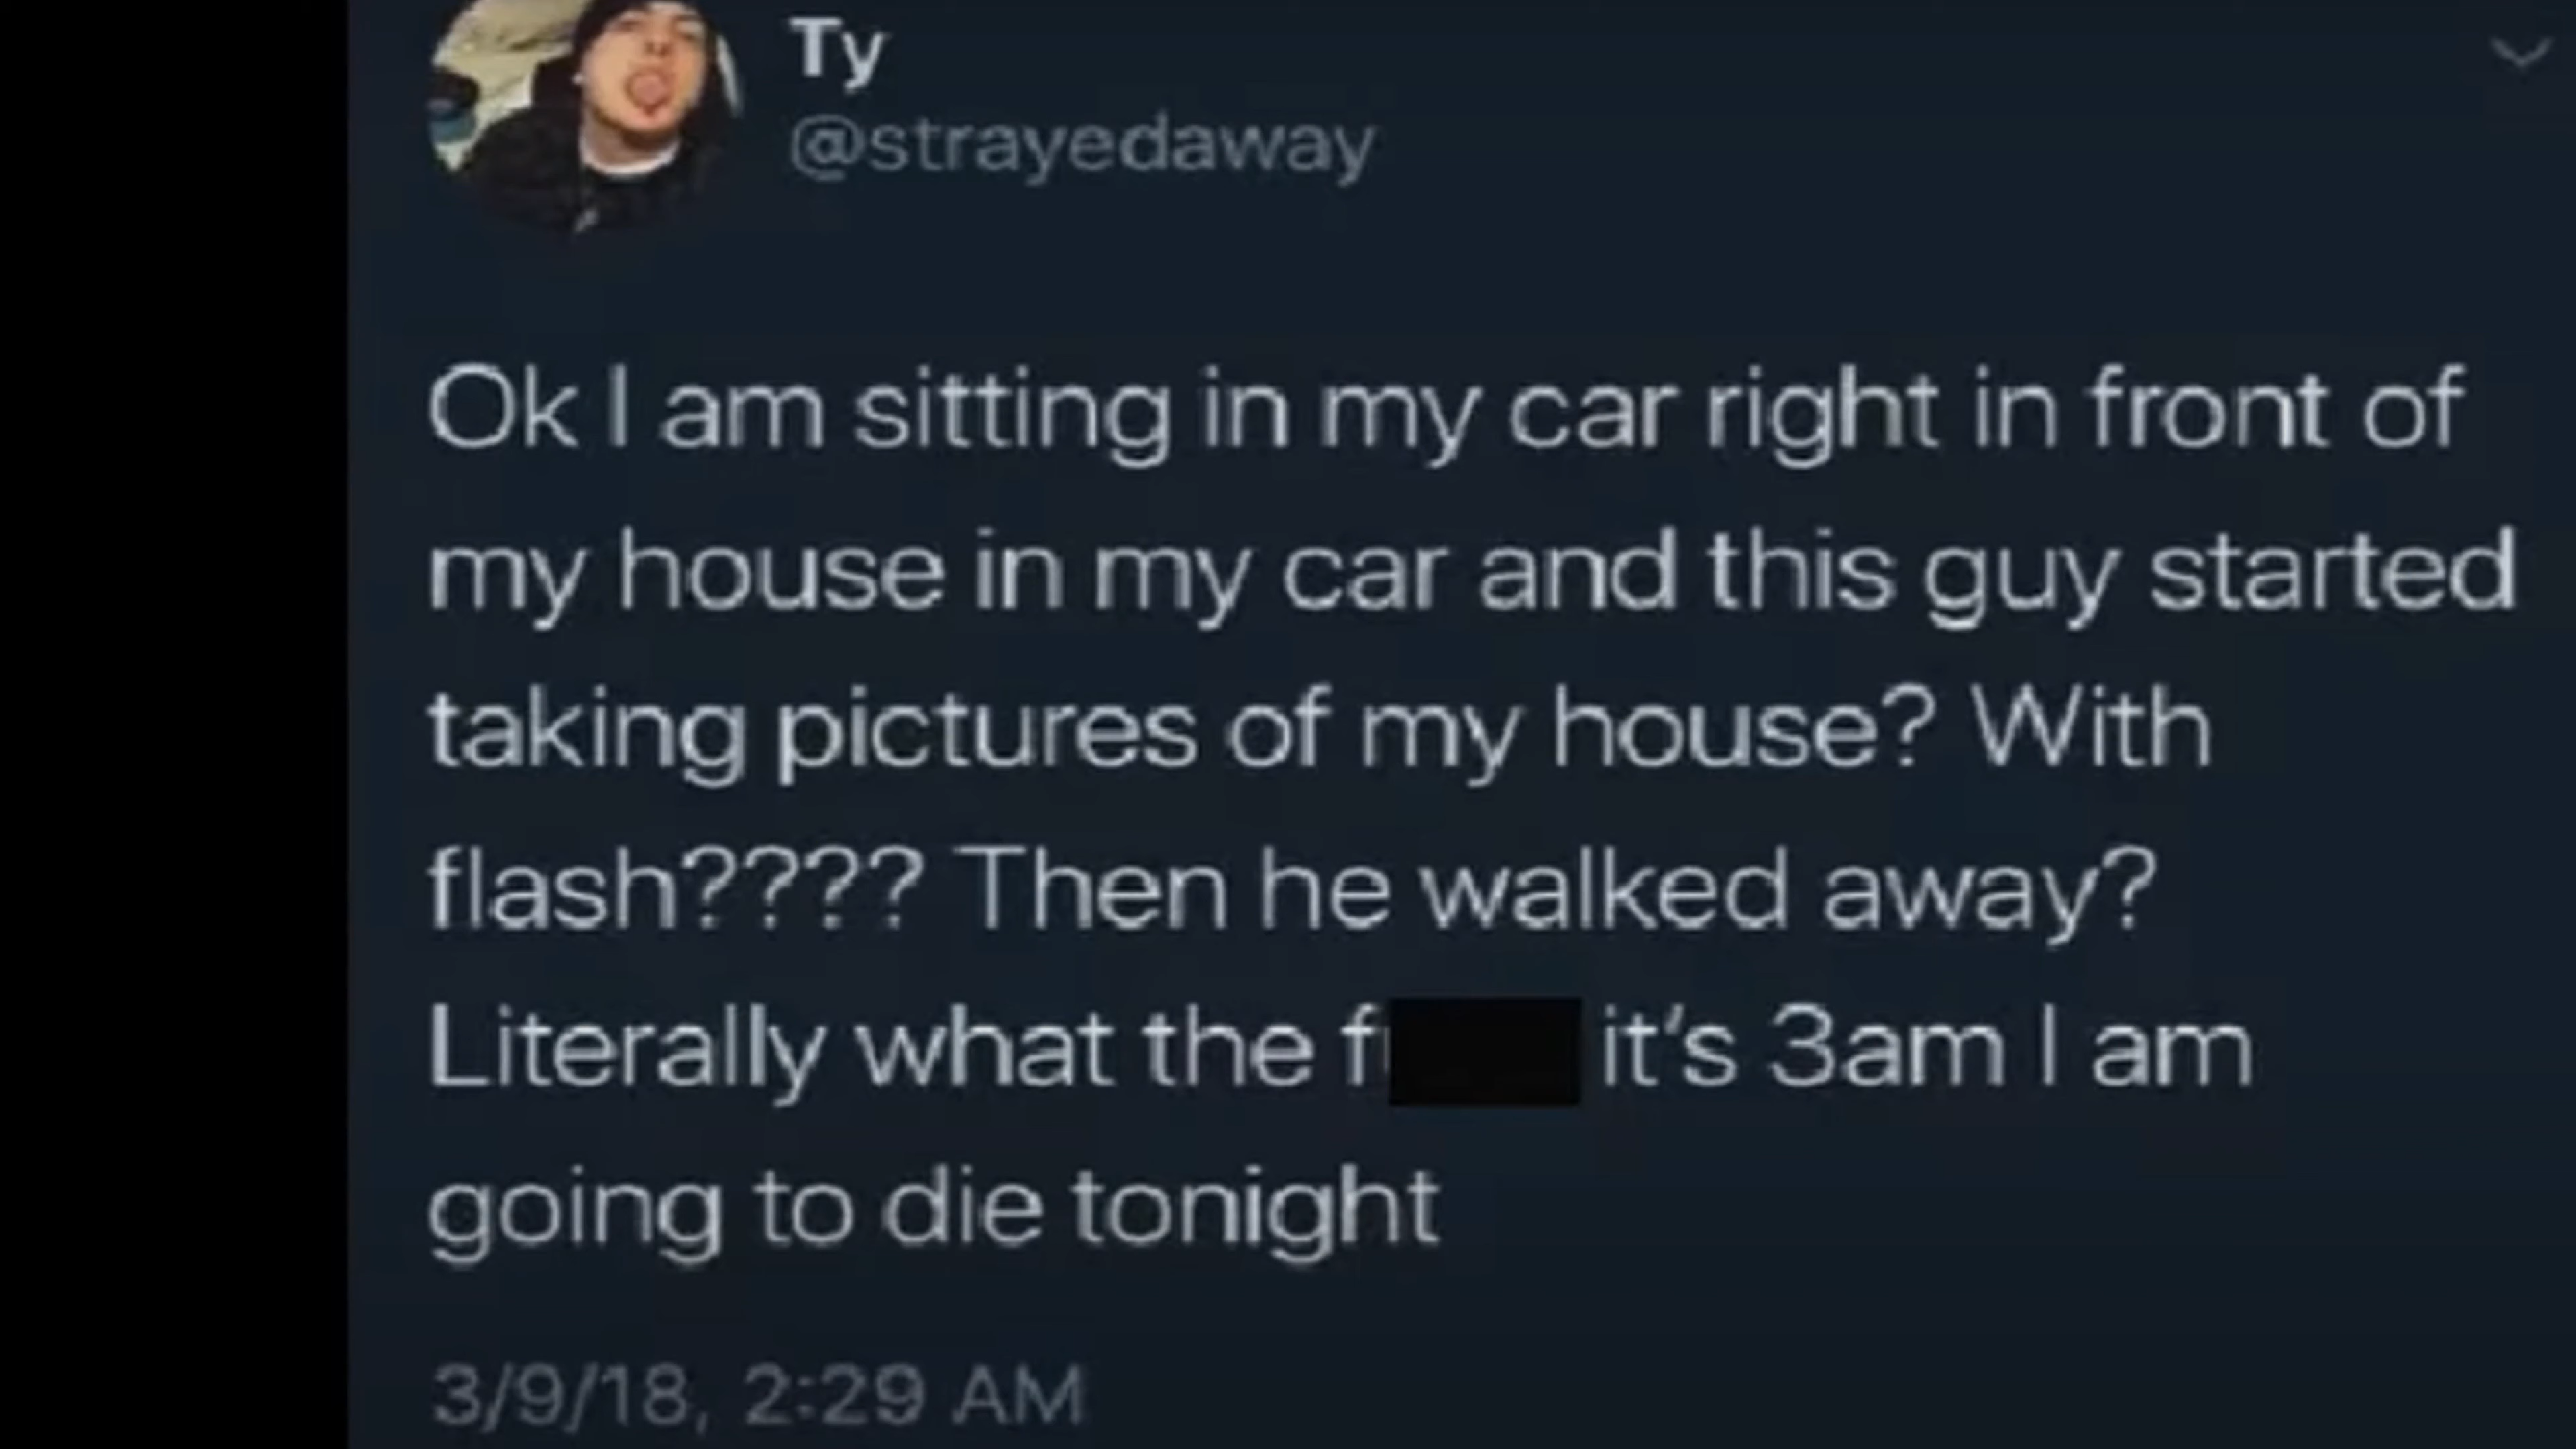 Ty
@strayedaway
Ok I am sitting in my car right in front of
my house in my car and this guy started
taking pictures of my house? With
flash???? Then he walked away?
Literally what the f it's 3am I am
going to die tonight
3/9/18, 2:29 AM